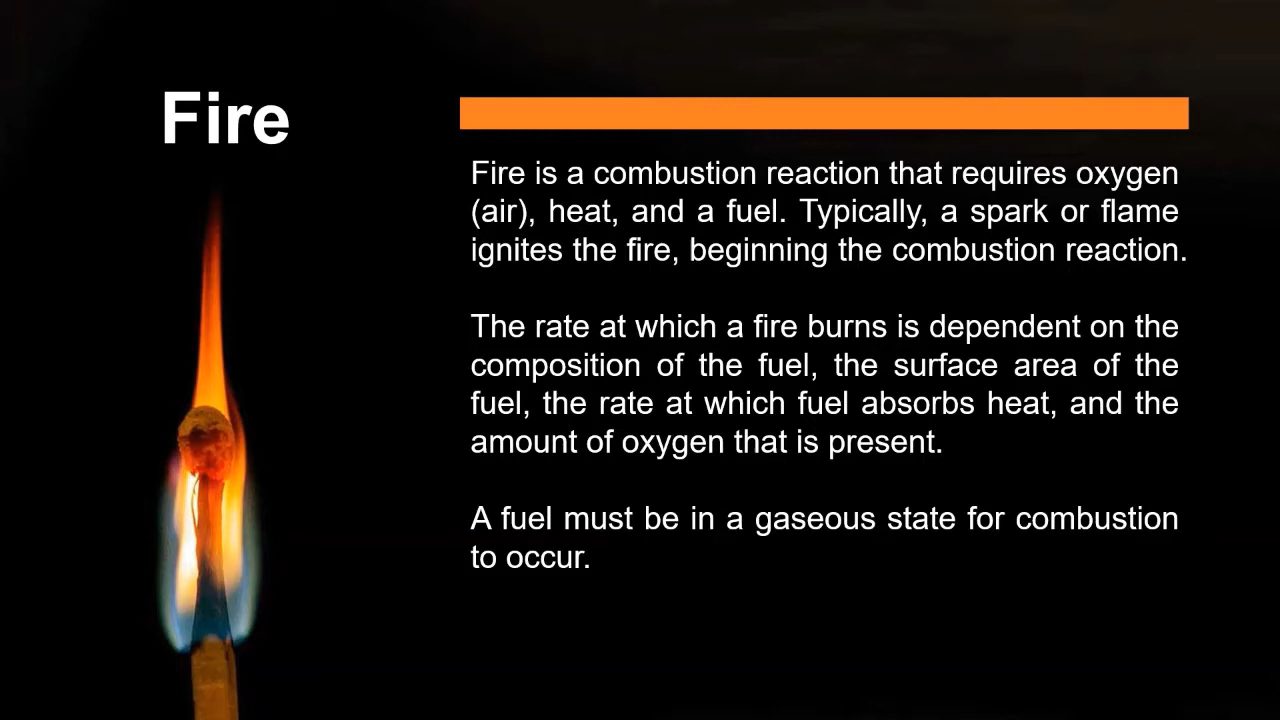 Fire
Fire is a combustion reaction that requires oxygen
(air), heat, and a fuel. Typically, a spark or flame
ignites the fire, beginning the combustion reaction.
The rate at which a fire burns is dependent on the
composition of the fuel, the surface area of the
fuel, the rate at which fuel absorbs heat, and the
amount of oxygen that is present.
A fuel must be in a gaseous state for combustion
to occur.